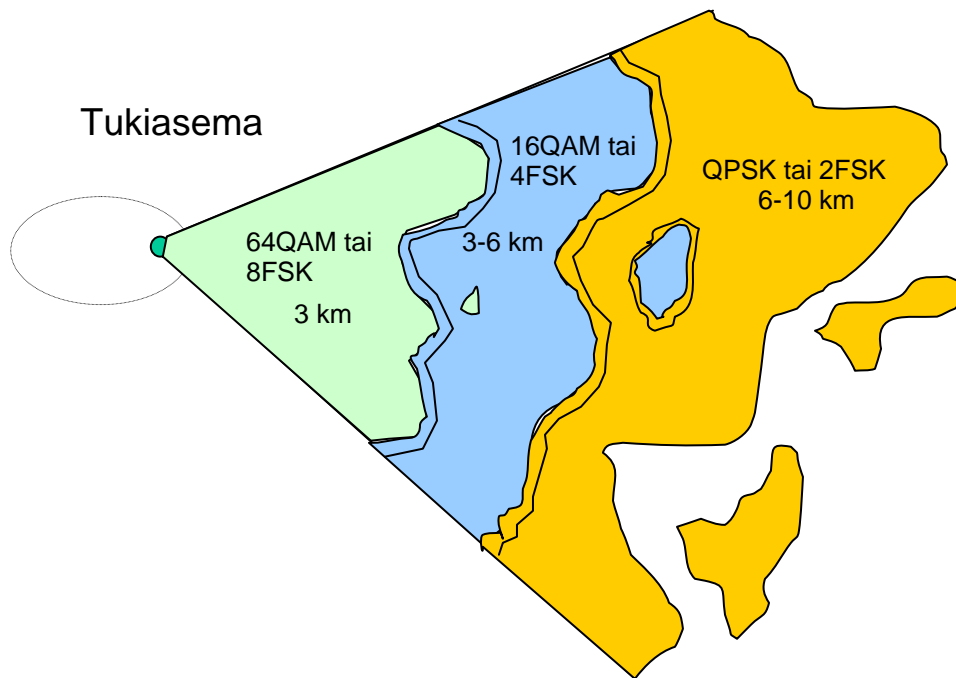 Tukiasema
64QAM tai
8FSK
3 km
16QAM tai
4FSK
3-6 km
QPSK tai 2FSK
6-10 km